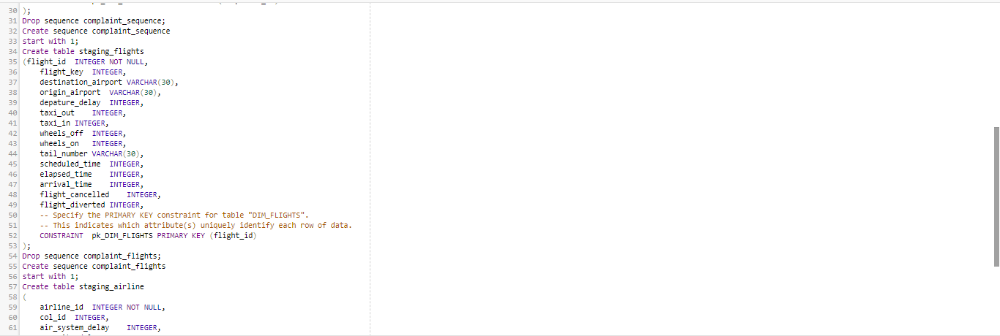 30 );
31 Drop sequence complaint_sequence;
32 Create sequence complaint_sequence
33 start with 1;
34 Create table staging_flights
35 (flight_id  INTEGER NOT NULL,
36     flight_key  INTEGER,
37     destination_airport VARCHAR(30),
38     origin_airport  VARCHAR(30),
39     depature_delay  INTEGER,
40     taxi_out    INTEGER,
41     taxi_in INTEGER,
42     wheels_off  INTEGER,
43     wheels_on   INTEGER,
44     tail_number VARCHAR(30),
45     scheduled_time  INTEGER,
46     elapsed_time    INTEGER,
47     arrival_time    INTEGER,
48     flight_cancelled    INTEGER,
49     flight_diverted INTEGER,
50     -- Specify the PRIMARY KEY constraint for table "DIM_FLIGHTS".
51     -- This indicates which attribute(s) uniquely identify each row of data.
52     CONSTRAINT  pk_DIM_FLIGHTS PRIMARY KEY (flight_id)
53 );
54 Drop sequence complaint_flights;
55 Create sequence complaint_flights
56 start with 1;
57 Create table staging_airline
58 (
59     airline_id  INTEGER NOT NULL,
60     col_id  INTEGER,
61     air_system_delay    INTEGER,